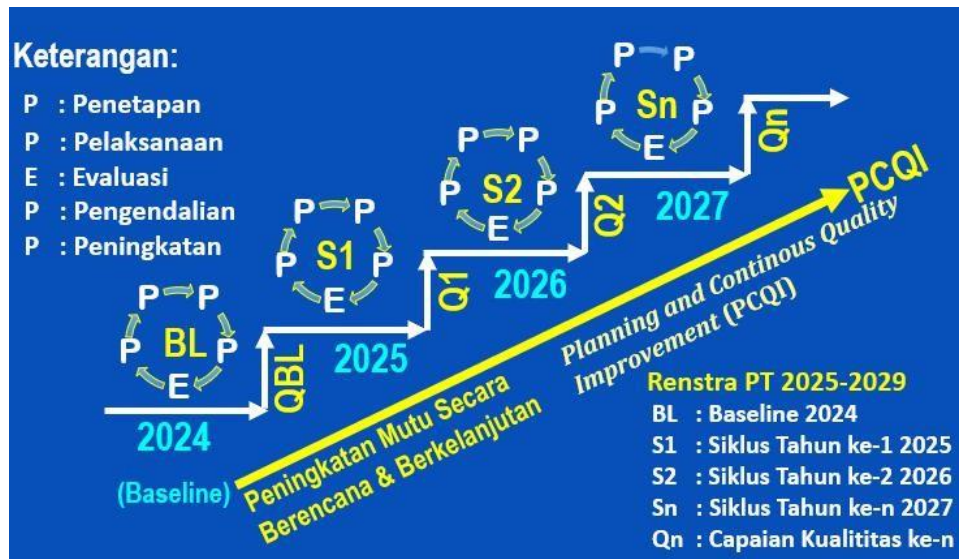 Keterangan:
P : Penetapan
P : Pelaksanaan
E : Evaluasi
P : Pengendalian
P : Peningkatan
P P
P BL P
E
2024
(Baseline)
QBL
P P
P S1 P
E
2025
Q1
P P
P S2 P
E
2026
Q2
P P
P Sn P
E
2027
Qn
PCQI
Peningkatan Mutu Secara
Berencana & Berkelanjutan
Planning and Continous Quality
Improvement (PCQI)
Renstra PT 2025-2029
BL : Baseline 2024
S1 : Siklus Tahun ke-1 2025
S2 : Siklus Tahun ke-2 2026
Sn : Siklus Tahun ke-n 2027
Qn : Capaian Kualititas ke-n